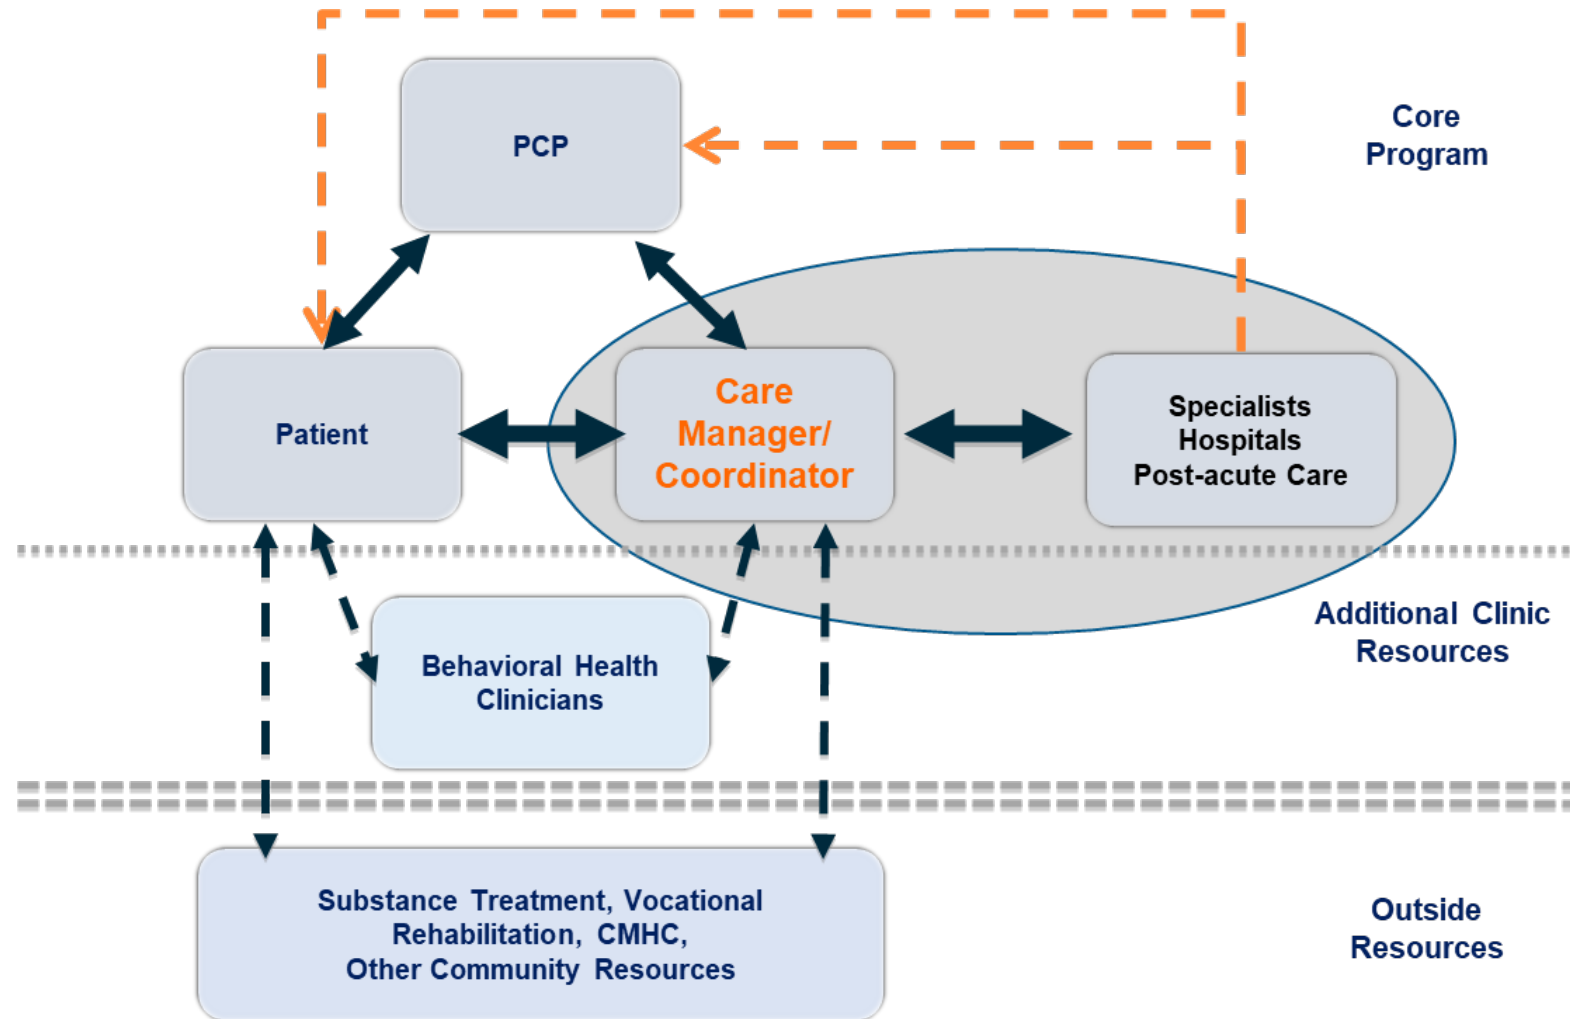 PCP
Core
Program
Patient
Care
Manager/
Coordinator
Specialists
Hospitals
Post-acute Care
Behavioral Health
Clinicians
Additional Clinic
Resources
Substance Treatment, Vocational
Rehabilitation, CMHC,
Other Community Resources
Outside
Resources